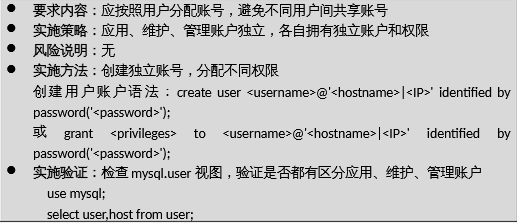 ● 要求内容：应按照用户分配账号，避免不同用户间共享账号
● 实施策略：应用、维护、管理账户独立，各自拥有独立账户和权限
● 风险说明：无
● 实施方法：创建独立账号，分配不同权限
创建用户账户语法：create user <username>@'<hostname>|<IP>' identified by
password('<password>');
或 grant <privileges> to <username>@'<hostname>|<IP>' identified by
password('<password>');
● 实施验证：检查 mysql.user 视图，验证是否都有区分应用、维护、管理账户
use mysql;
select user,host from user;